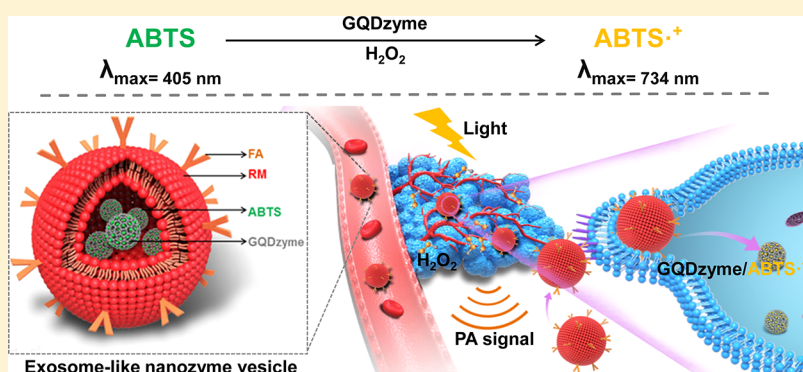 ABTS
GQDzyme
H₂O₂
ABTS·⁺
λmax= 405 nm
λmax= 734 nm
FA
RM
ABTS
GQDzyme
Light
H₂O₂
PA signal
GQDzyme/ABTS·
Exosome-like nanozyme vesicle